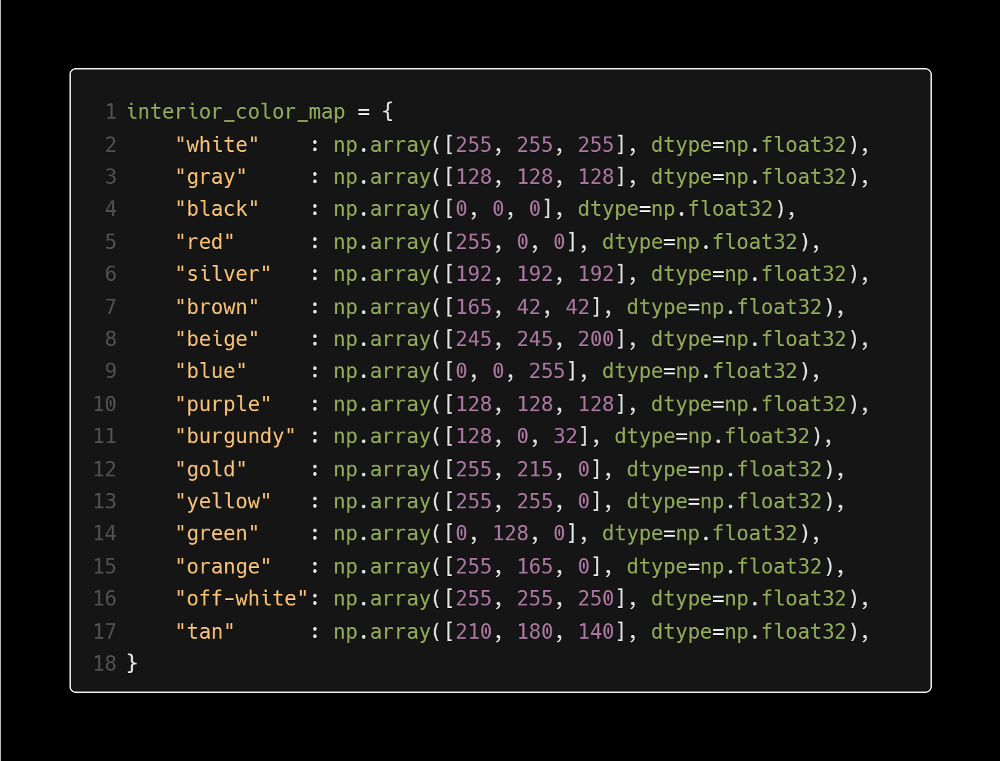 1 interior_color_map = {
2     "white"    : np.array([255, 255, 255], dtype=np.float32),
3     "gray"     : np.array([128, 128, 128], dtype=np.float32),
4     "black"    : np.array([0, 0, 0], dtype=np.float32),
5     "red"      : np.array([255, 0, 0], dtype=np.float32),
6     "silver"   : np.array([192, 192, 192], dtype=np.float32),
7     "brown"    : np.array([165, 42, 42], dtype=np.float32),
8     "beige"    : np.array([245, 245, 200], dtype=np.float32),
9     "blue"     : np.array([0, 0, 255], dtype=np.float32),
10     "purple"   : np.array([128, 128, 128], dtype=np.float32),
11     "burgundy" : np.array([128, 0, 32], dtype=np.float32),
12     "gold"     : np.array([255, 215, 0], dtype=np.float32),
13     "yellow"   : np.array([255, 255, 0], dtype=np.float32),
14     "green"    : np.array([0, 128, 0], dtype=np.float32),
15     "orange"   : np.array([255, 165, 0], dtype=np.float32),
16     "off-white": np.array([255, 255, 250], dtype=np.float32),
17     "tan"      : np.array([210, 180, 140], dtype=np.float32),
18 }